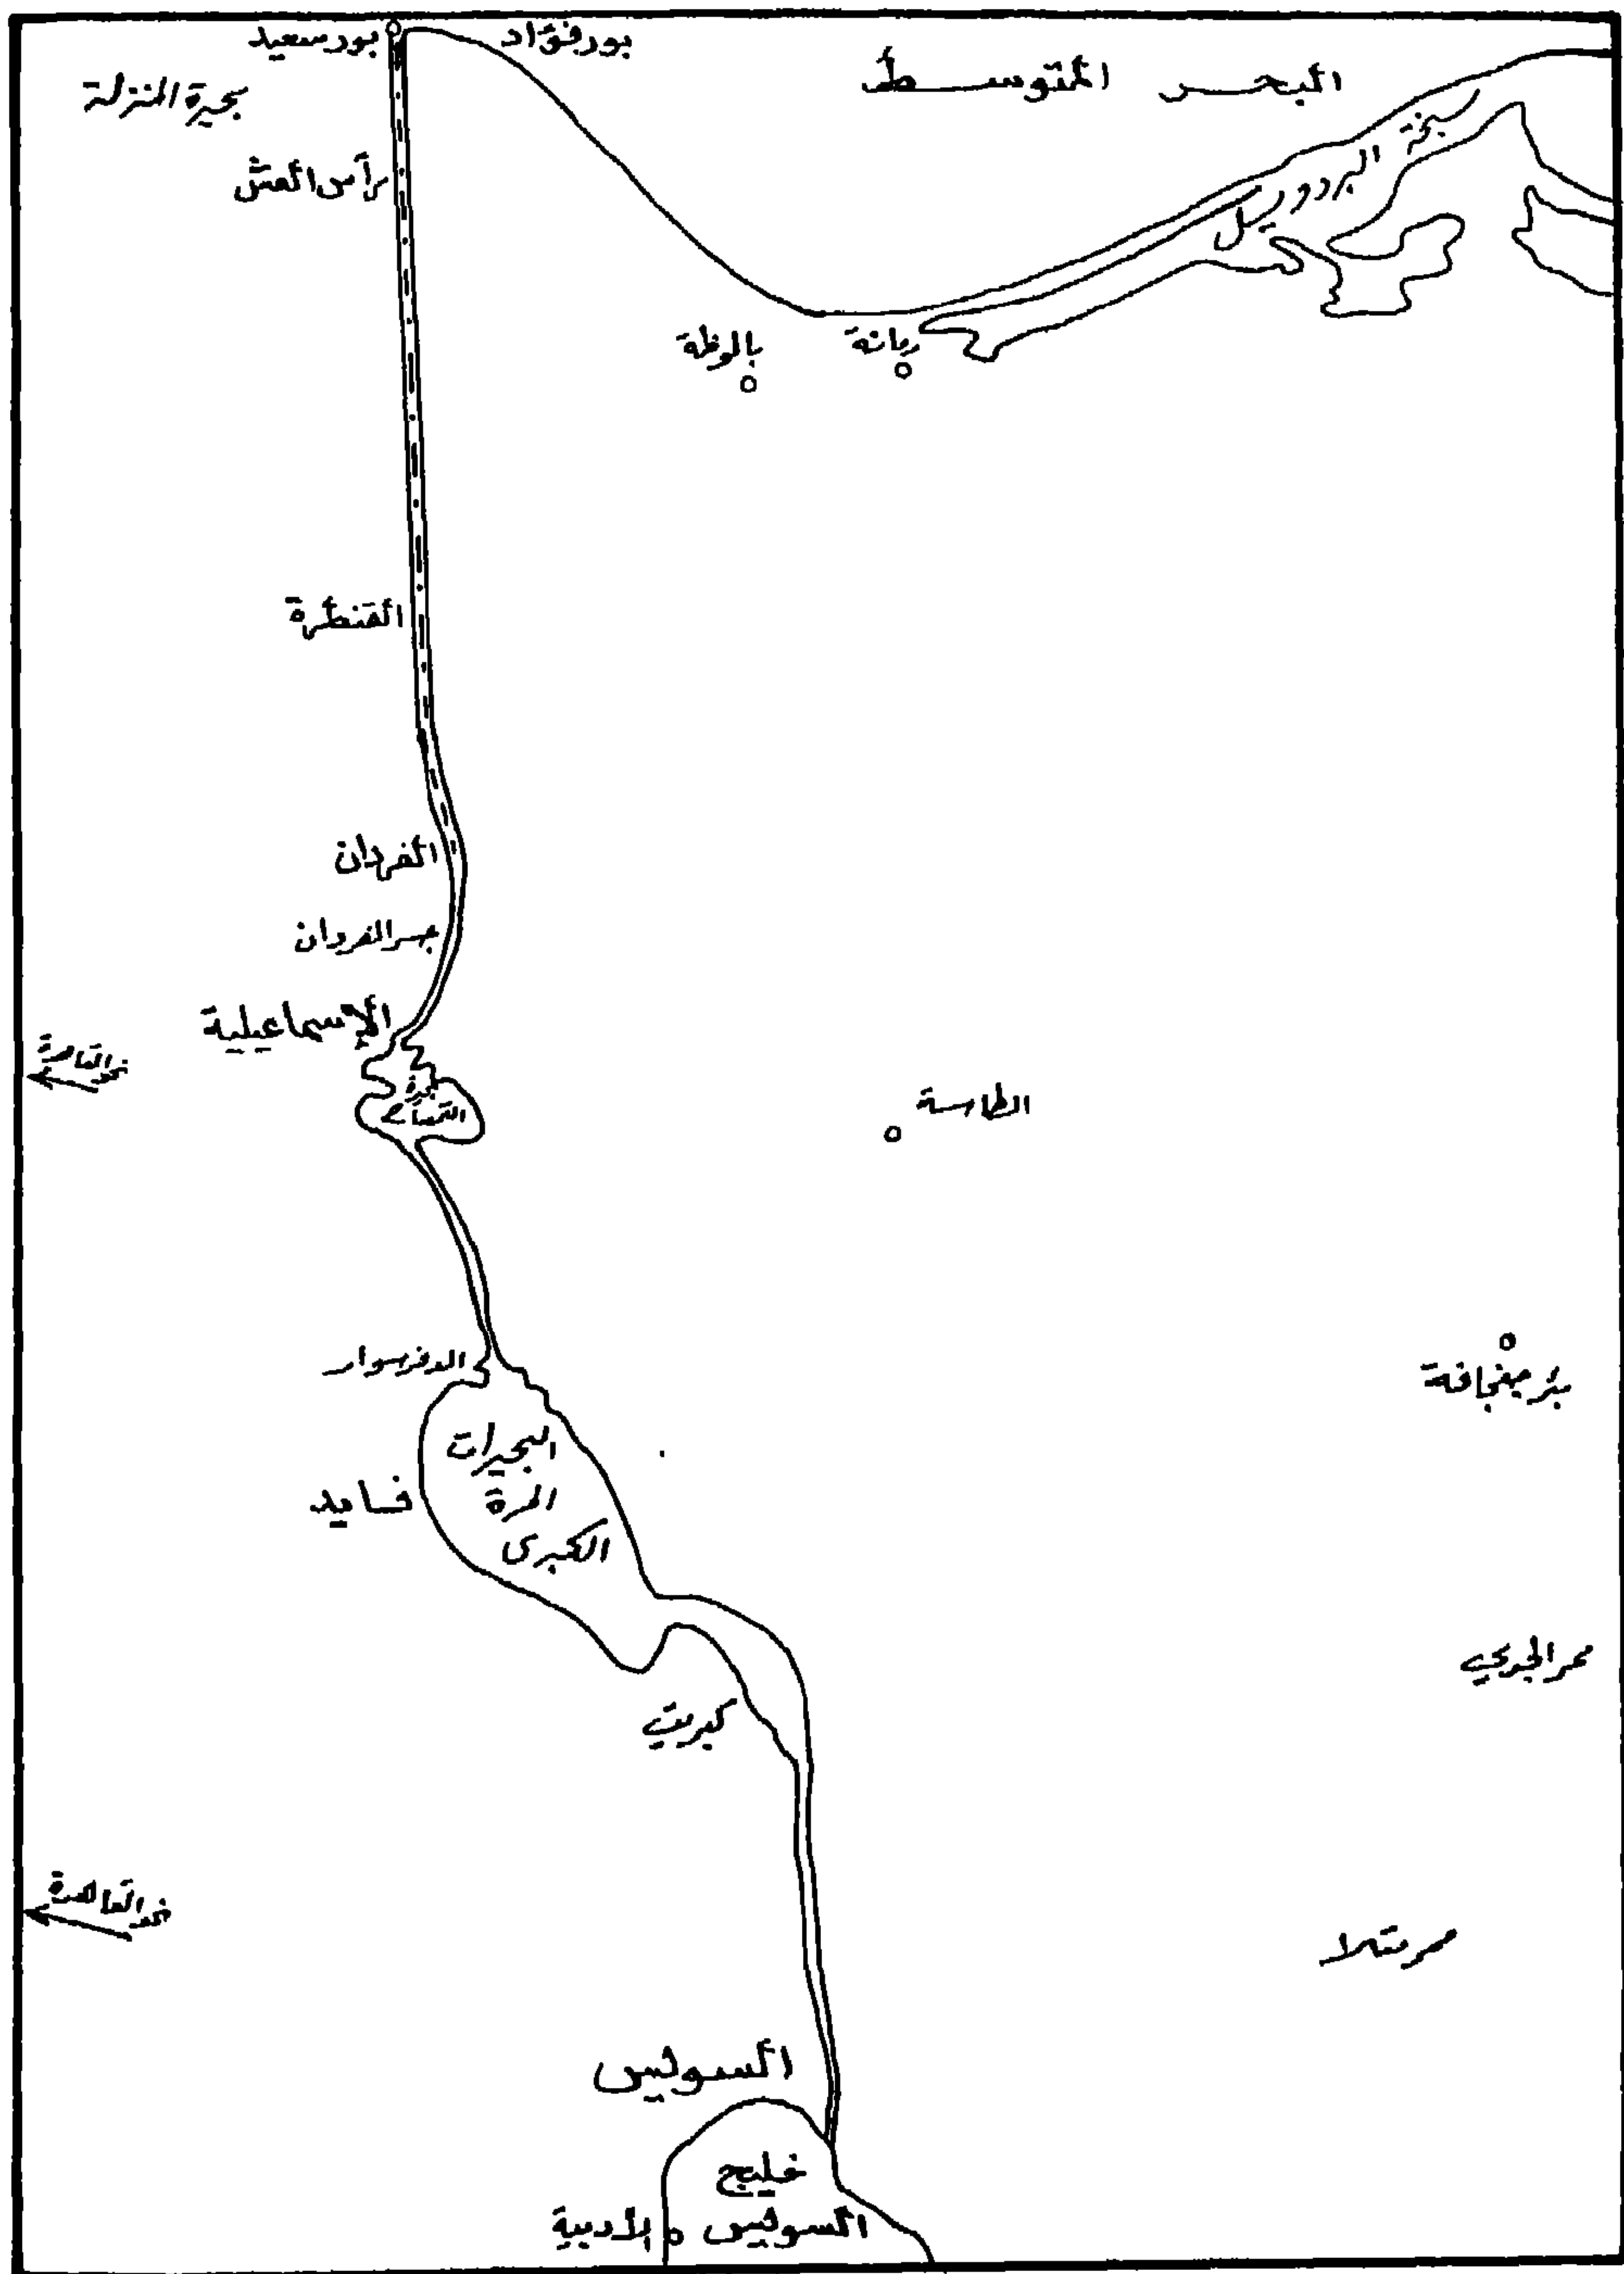 بورسعيد
بورفؤاد
البحر المتوسط
بحيرة المنزلة
رأس العش
البردويل
بالوظة
رمانة
القنطرة
الفردان
جسر الفردان
الإسماعيلية
نحو القاهرة
بحيرة
التمساح
الطاسة
الدفرسوار
بئر جفجافة
البحيرات
المرة
الكبرى
فايد
ممر الجدي
كبريت
نحو القاهرة
ممر متلا
السويس
خليج
السويس
الأدبية